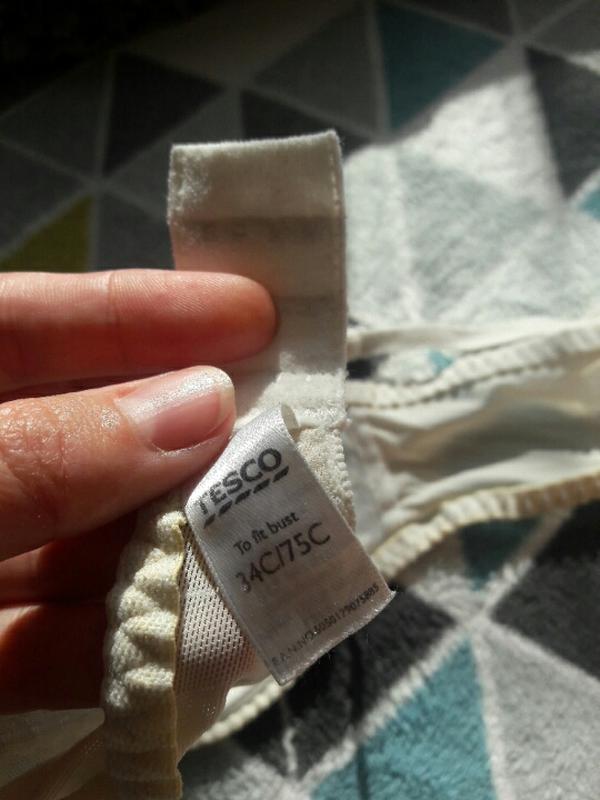 TESCO
To fit bust
34C/75C